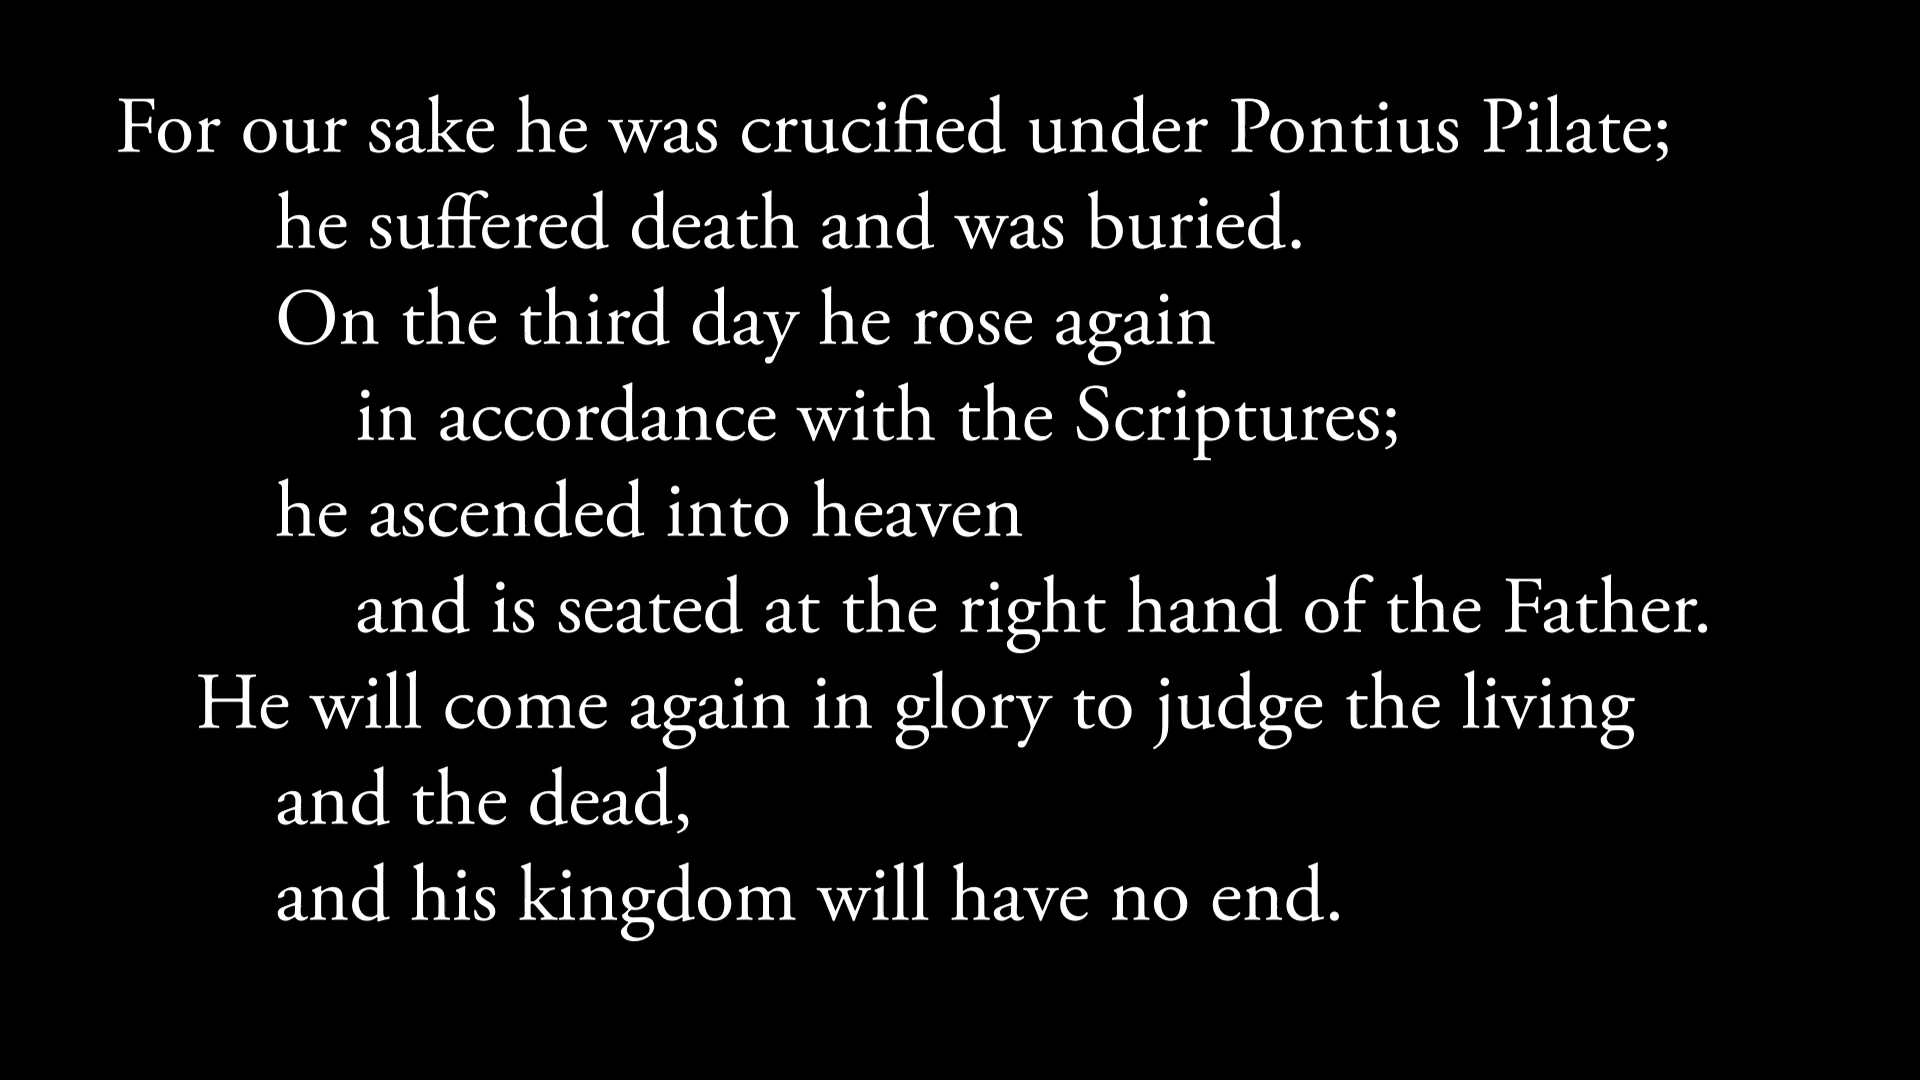 For our sake he was crucified under Pontius Pilate;
he suffered death and was buried.
On the third day he rose again
in accordance with the Scriptures;
he ascended into heaven
and is seated at the right hand of the Father.
He will come again in glory to judge the living
and the dead,
and his kingdom will have no end.